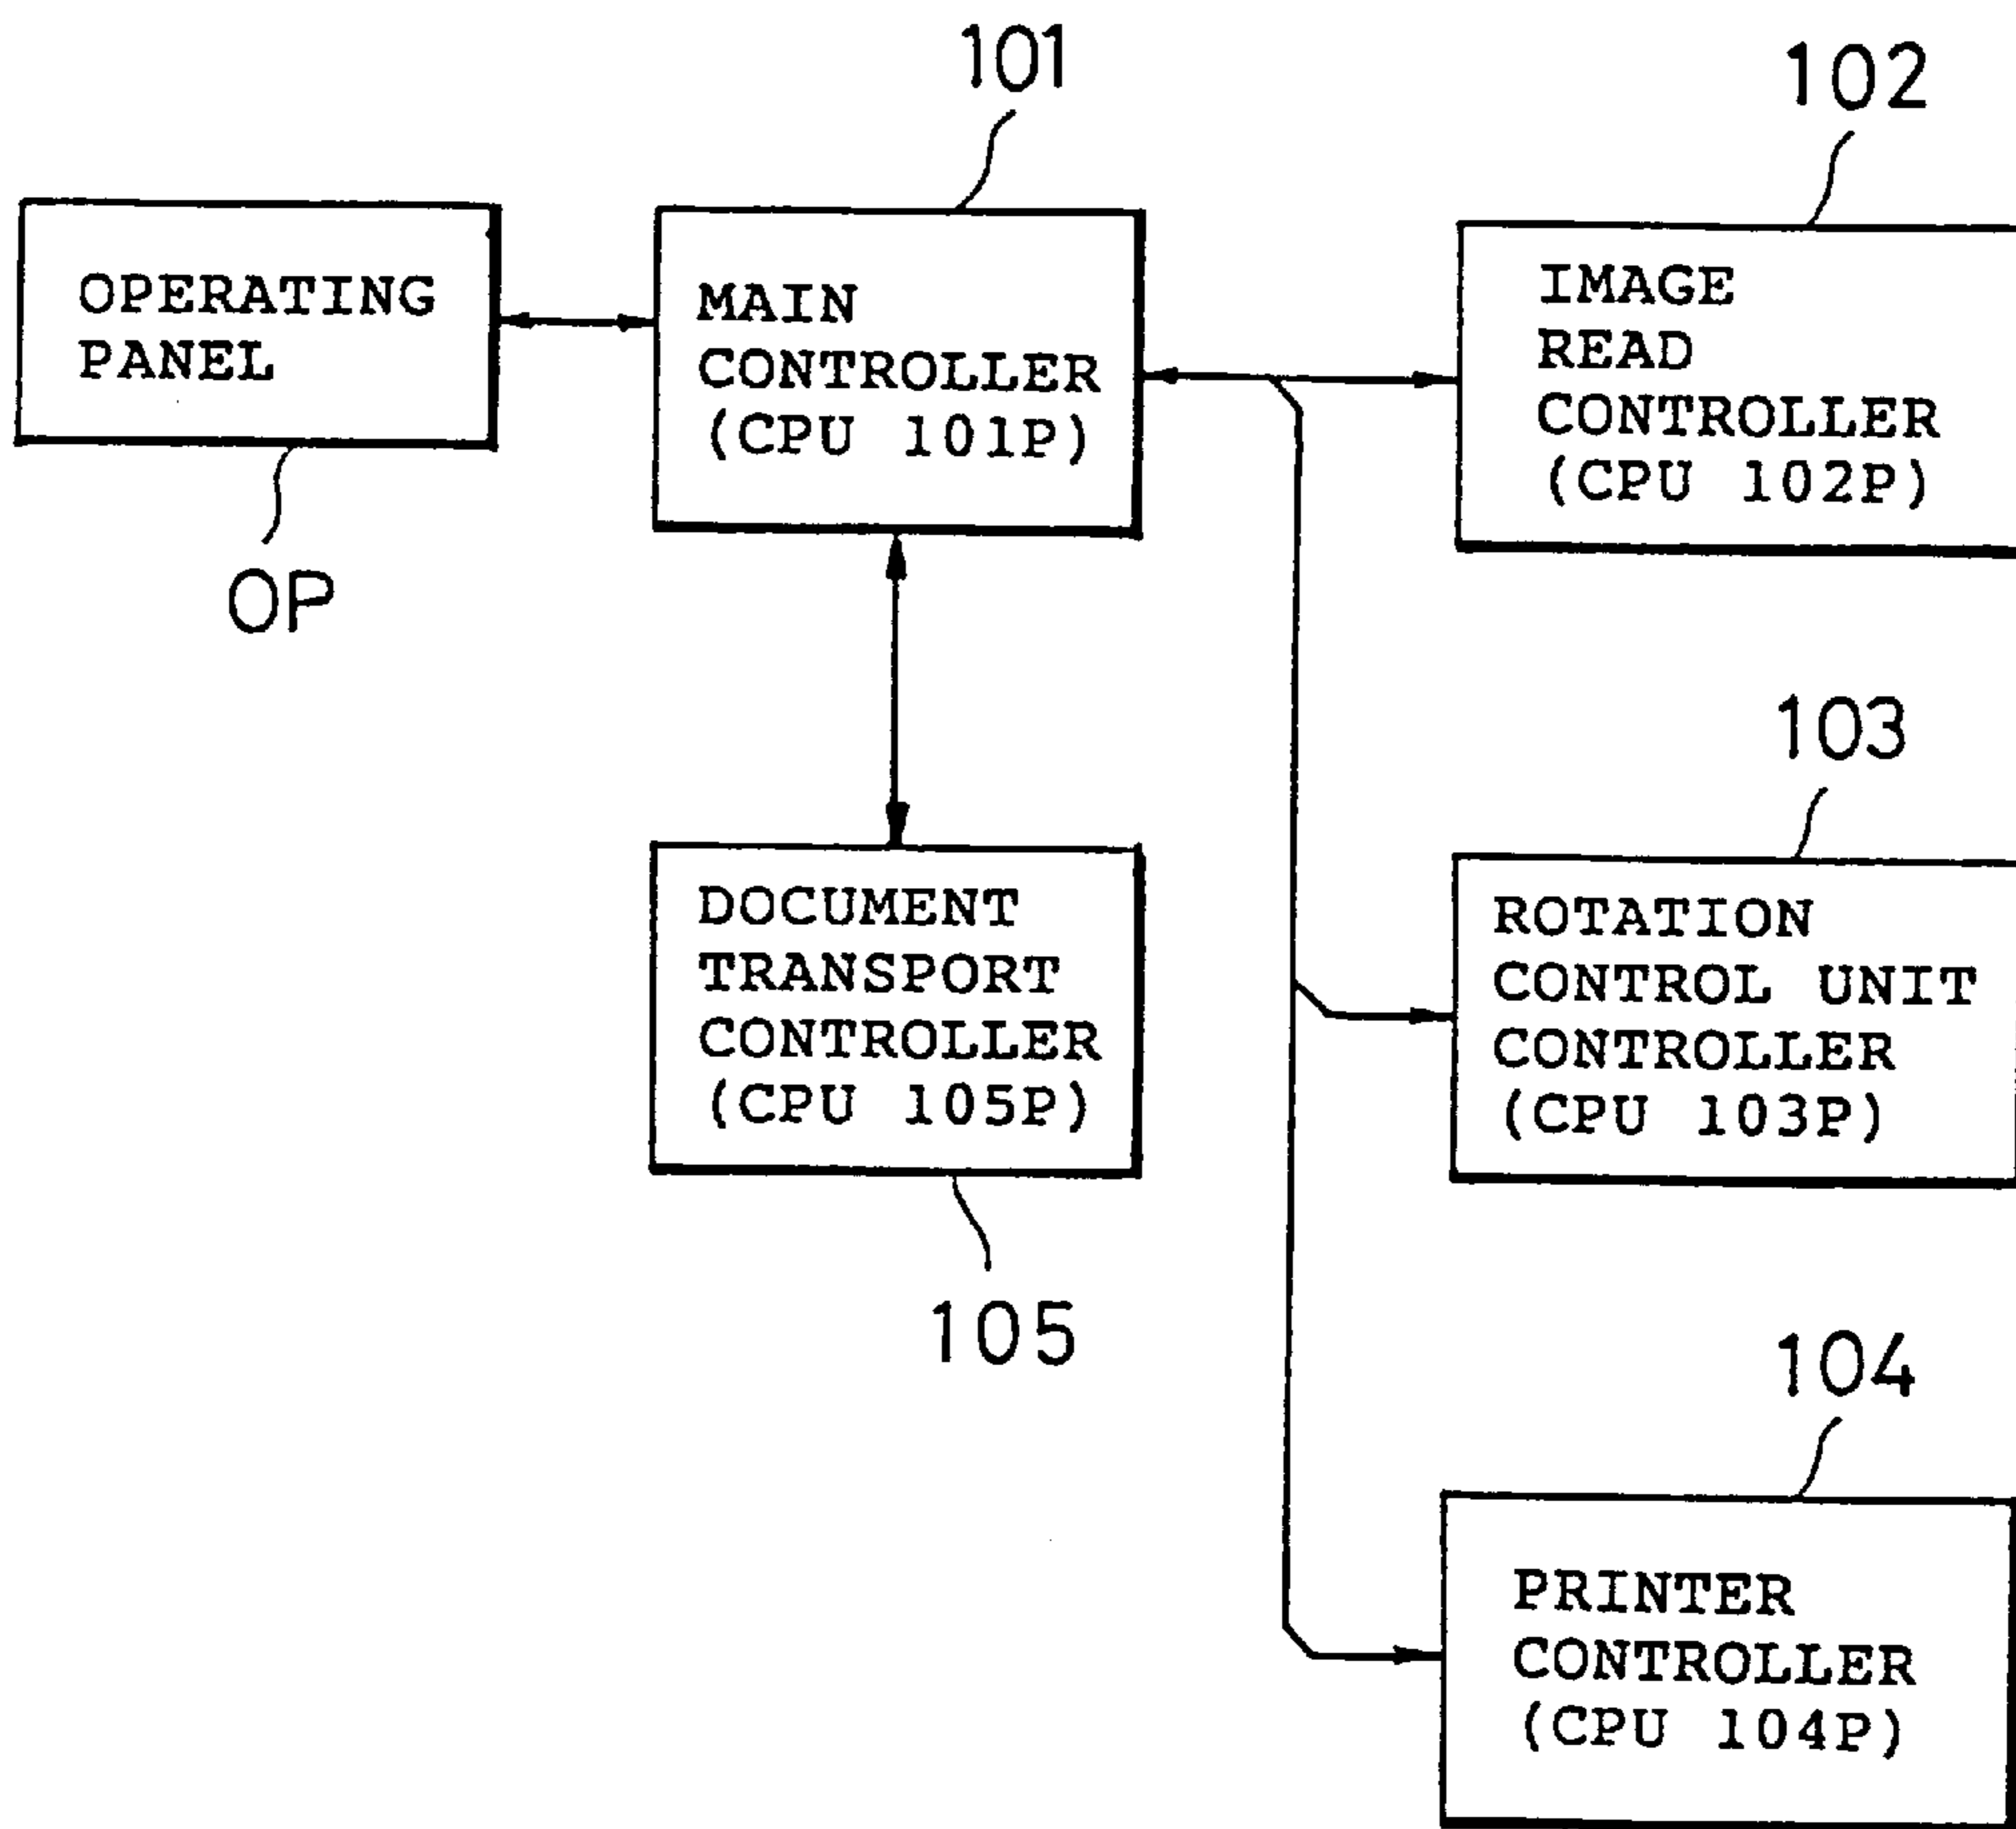 101
102
OPERATING
PANEL
OP
MAIN
CONTROLLER
(CPU 101P)
IMAGE
READ
CONTROLLER
(CPU 102P)
103
DOCUMENT
TRANSPORT
CONTROLLER
(CPU 105P)
105
ROTATION
CONTROL UNIT
CONTROLLER
(CPU 103P)
104
PRINTER
CONTROLLER
(CPU 104P)